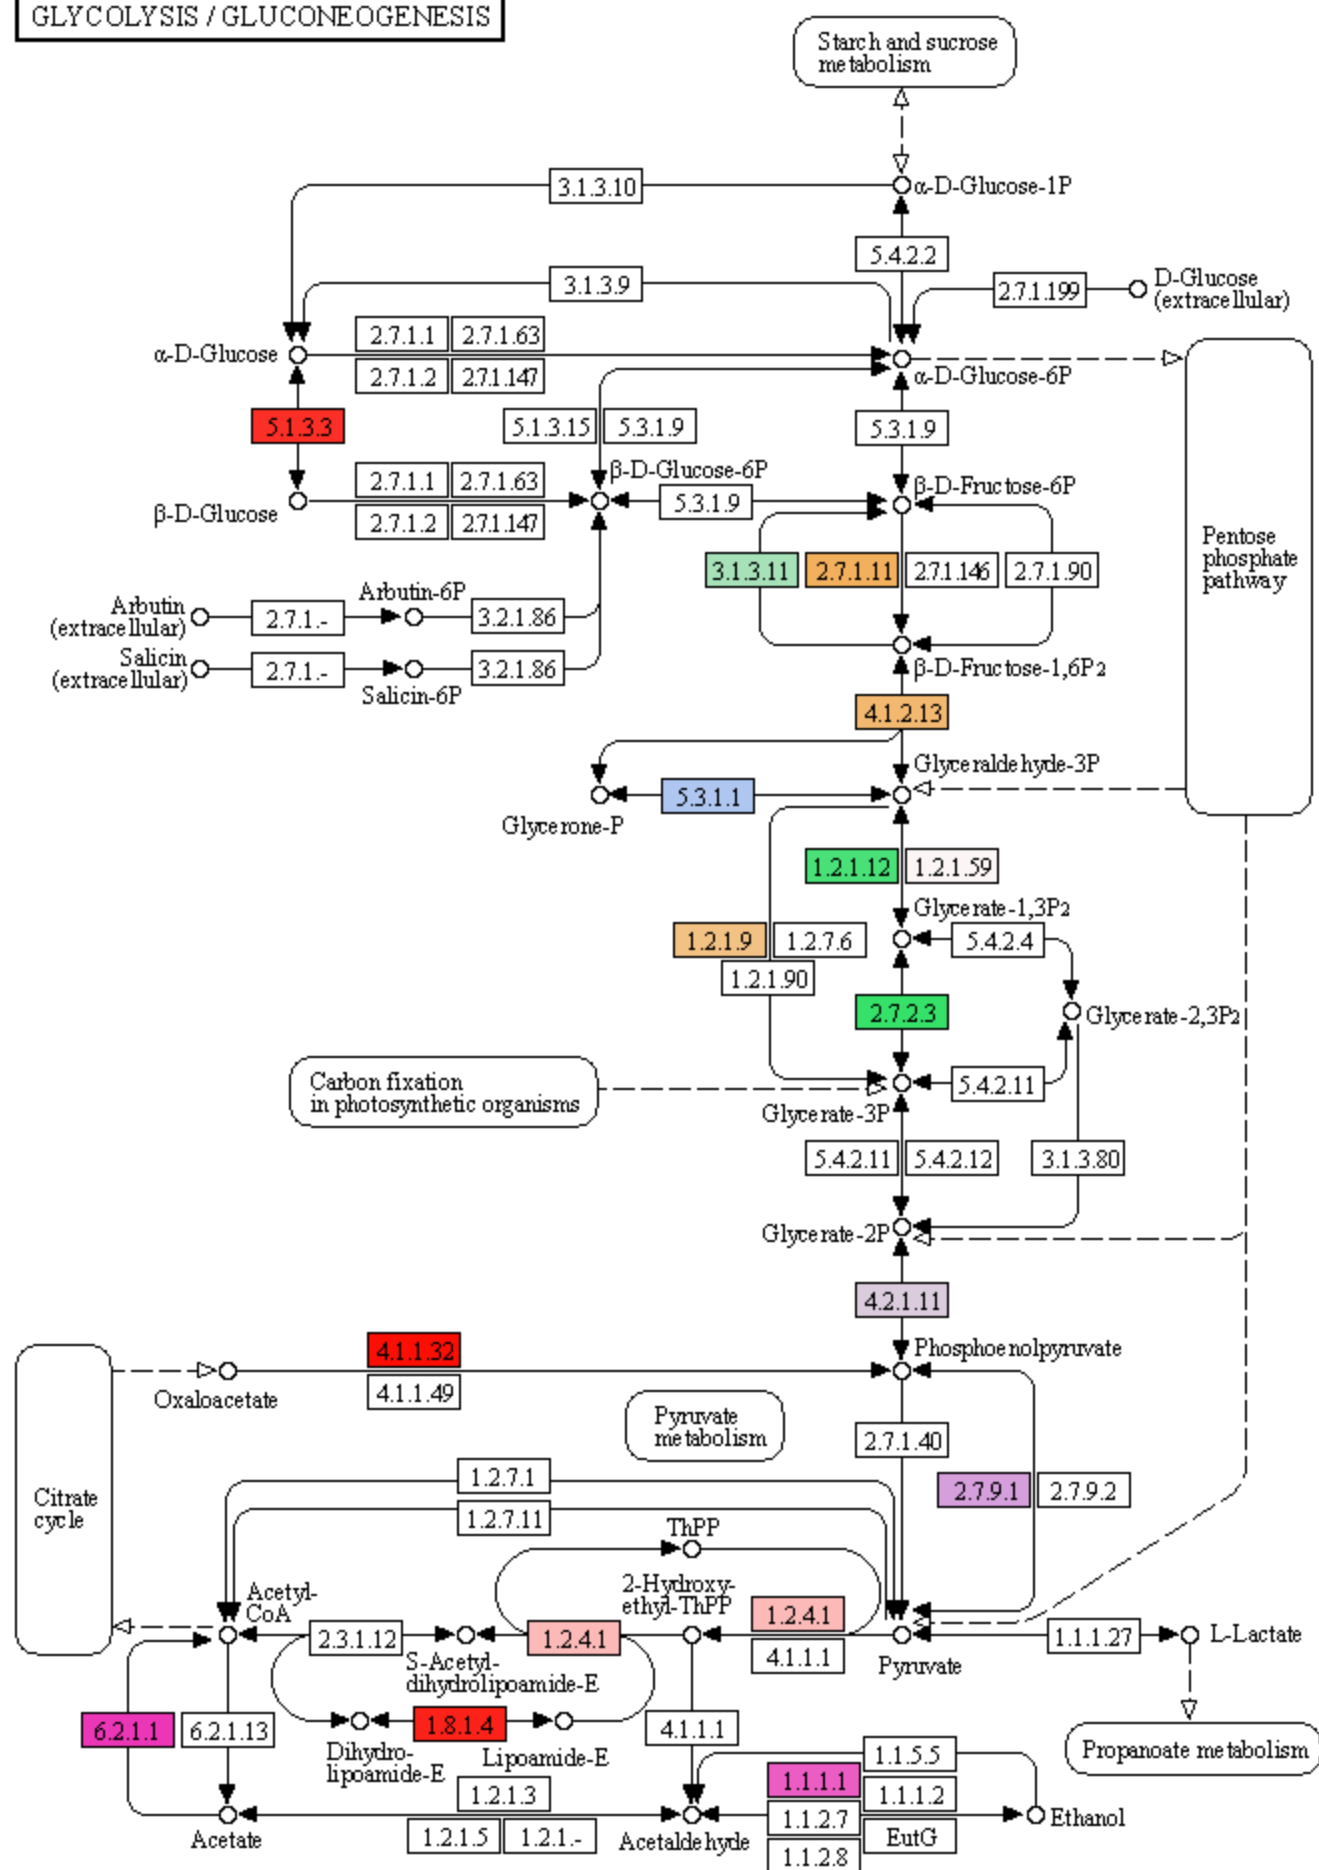 GLYCOLYSIS / GLUCONEOGENESIS
Starch and sucrose
metabolism
3.1.3.10
α-D-Glucose-1P
5.4.2.2
3.1.3.9
2.7.1.199
D-Glucose
(extracellular)
2.7.1.1
2.7.1.63
α-D-Glucose
2.7.1.2
2.7.1.147
α-D-Glucose-6P
5.1.3.3
5.1.3.15
5.3.1.9
5.3.1.9
β-D-Glucose-6P
2.7.1.1
2.7.1.63
β-D-Glucose
2.7.1.2
2.7.1.147
5.3.1.9
β-D-Fructose-6P
Pentose
phosphate
pathway
3.1.3.11
2.7.1.11
2.7.1.146
2.7.1.90
Arbutin
(extracellular)
2.7.1.-
Arbutin-6P
3.2.1.86
Salicin
(extracellular)
2.7.1.-
Salicin-6P
3.2.1.86
β-D-Fructose-1,6P2
4.1.2.13
Glyceraldehyde-3P
5.3.1.1
Glycerone-P
1.2.1.12
1.2.1.59
Glycerate-1,3P2
1.2.1.9
1.2.7.6
5.4.2.4
1.2.1.90
2.7.2.3
Glycerate-2,3P2
Carbon fixation
in photosynthetic organisms
5.4.2.11
Glycerate-3P
5.4.2.11
5.4.2.12
3.1.3.80
Glycerate-2P
4.2.1.11
4.1.1.32
Phosphoenolpyruvate
Oxaloacetate
4.1.1.49
Pyruvate
metabolism
2.7.1.40
1.2.7.1
2.7.9.1
2.7.9.2
Citrate
cycle
1.2.7.11
ThPP
Acetyl-
CoA
2-Hydroxy-
ethyl-ThPP
1.2.4.1
2.3.1.12
1.2.4.1
1.1.1.27
L-Lactate
S-Acetyl-
dihydrolipoamide-E
4.1.1.1
Pyruvate
6.2.1.1
6.2.1.13
1.8.1.4
4.1.1.1
Dihydro-
lipoamide-E
Lipoamide-E
1.1.5.5
Propanoate metabolism
1.1.1.1
1.2.1.3
1.1.1.2
Acetate
1.1.2.7
Ethanol
1.2.1.5
1.2.1.-
Acetaldehyde
EutG
1.1.2.8